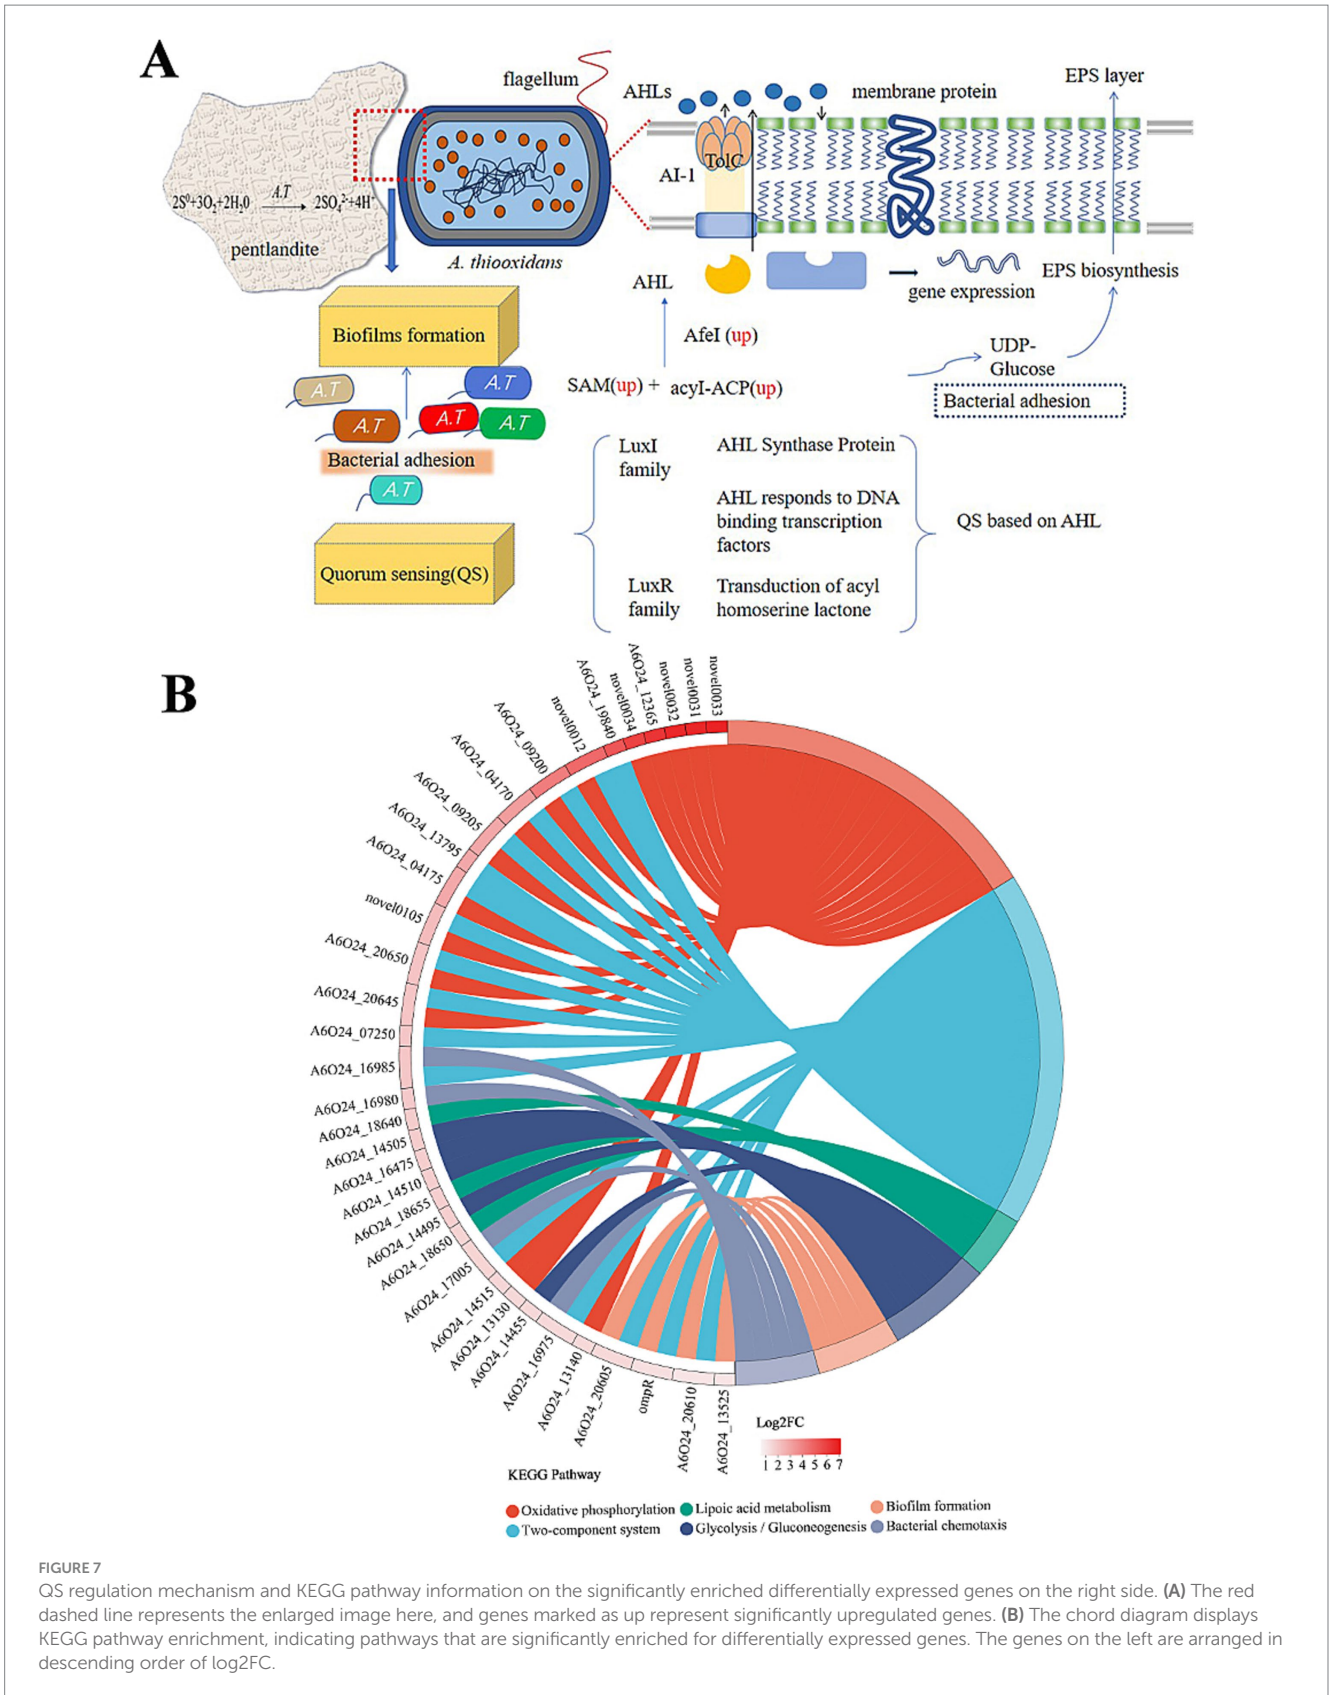 A
flagellum
AHLs
membrane protein
EPS layer
TolC
AI-1
2S⁰+3O₂+2H₂0
A.T
2SO₄²⁻+4H⁺
pentlandite
A. thiooxidans
AHL
gene expression
EPS biosynthesis
Biofilms formation
AfeI (up)
UDP-
Glucose
SAM(up) + acyI-ACP(up)
Bacterial adhesion
A.T
A.T
A.T
A.T
A.T
Bacterial adhesion
A.T
Quorum sensing(QS)
LuxI
family
AHL Synthase Protein
AHL responds to DNA
binding transcription
factors
QS based on AHL
LuxR
family
Transduction of acyl
homoserine lactone
B
novel0033
novel0031
novel0032
A6O24_12365
novel0034
A6O24_19840
novel0012
A6O24_09200
A6O24_04170
A6O24_09205
A6O24_13795
A6O24_04175
novel0105
A6O24_20650
A6O24_20645
A6O24_07250
A6O24_16985
A6O24_16980
A6O24_18640
A6O24_14505
A6O24_16475
A6O24_14510
A6O24_18655
A6O24_14495
A6O24_18650
A6O24_17005
A6O24_14515
A6O24_13130
A6O24_14455
A6O24_16975
A6O24_13140
A6O24_20605
ompR
A6O24_20610
A6O24_13525
Log2FC
1 2 3 4 5 6 7
KEGG Pathway
Oxidative phosphorylation
Lipoic acid metabolism
Biofilm formation
Two-component system
Glycolysis / Gluconeogenesis
Bacterial chemotaxis
FIGURE 7
QS regulation mechanism and KEGG pathway information on the significantly enriched differentially expressed genes on the right side. (A) The red
dashed line represents the enlarged image here, and genes marked as up represent significantly upregulated genes. (B) The chord diagram displays
KEGG pathway enrichment, indicating pathways that are significantly enriched for differentially expressed genes. The genes on the left are arranged in
descending order of log2FC.